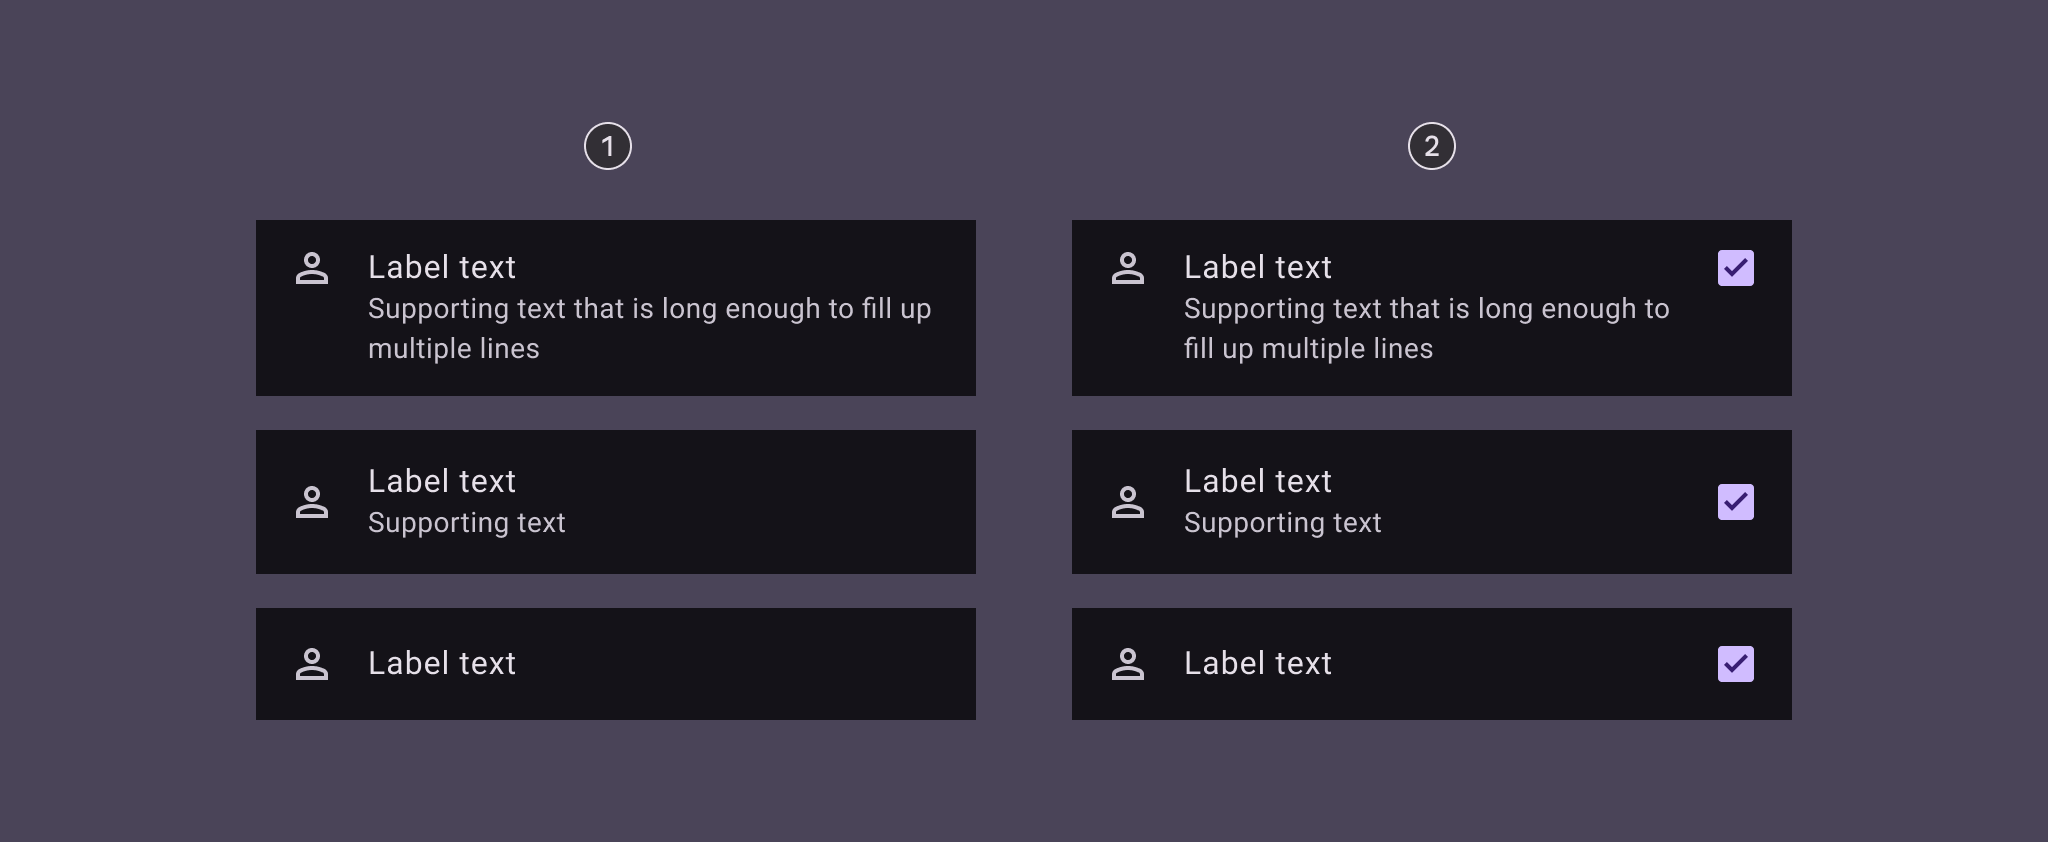 1
Label text
Supporting text that is long enough to fill up
multiple lines
Label text
Supporting text
Label text
2
Label text
Supporting text that is long enough to
fill up multiple lines
Label text
Supporting text
Label text